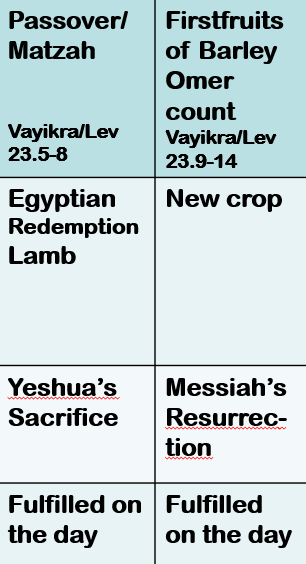 Passover/
Matzah
Vayikra/Lev
23.5-8
Firstfruits
of Barley
Omer
count
Vayikra/Lev
23.9-14
Egyptian
Redemption
Lamb
New crop
Yeshua's
Sacrifice
Messiah's
Resurrec-
tion
Fulfilled on
the day
Fulfilled
on the day